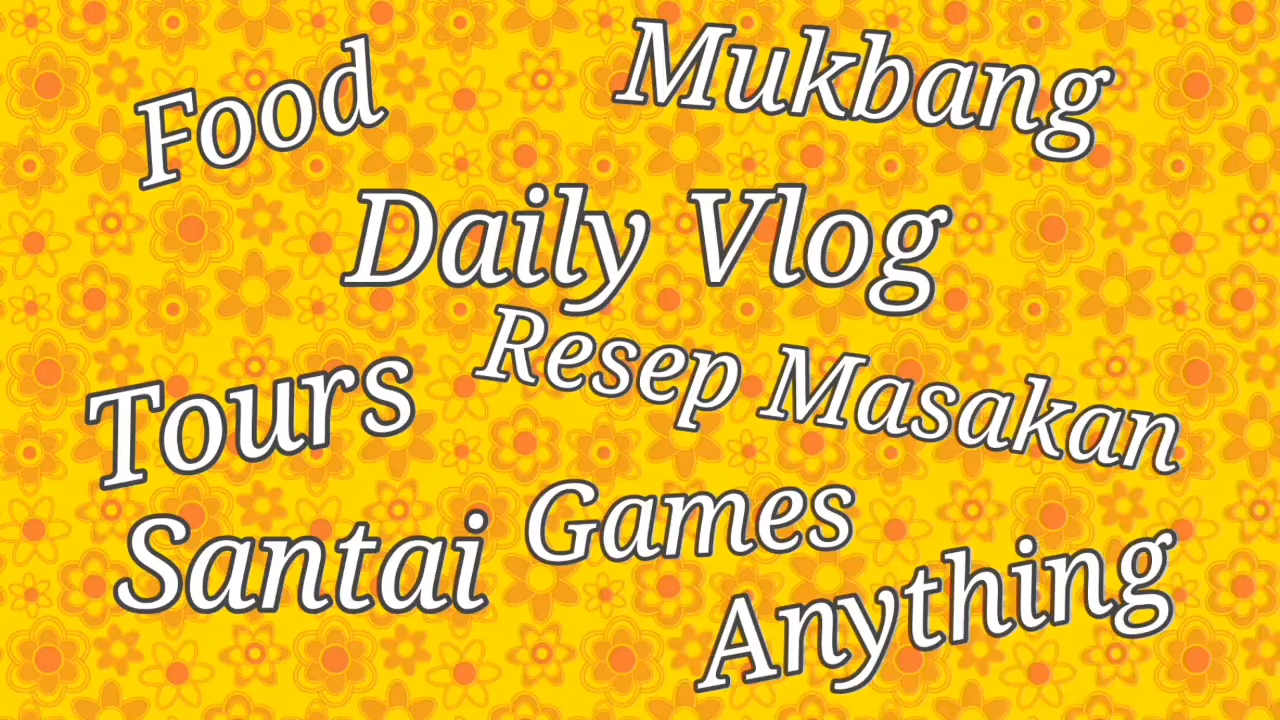 Food
Mukbang
Daily Vlog
Resep Masakan
Tours
Games
Santai
Anything